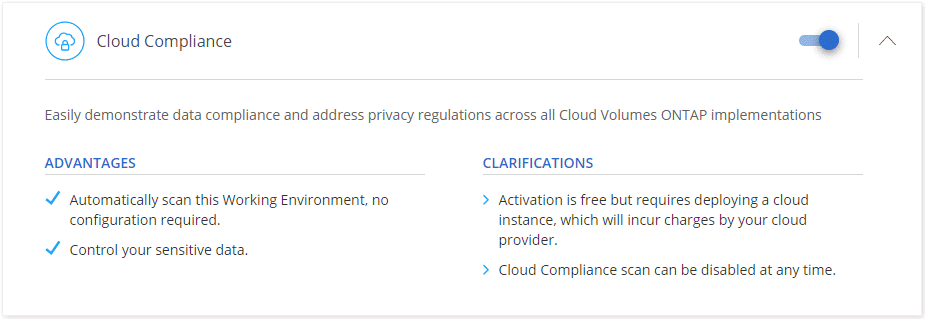 Cloud Compliance
Easily demonstrate data compliance and address privacy regulations across all Cloud Volumes ONTAP implementations
ADVANTAGES
Automatically scan this Working Environment, no
configuration required.
Control your sensitive data.
CLARIFICATIONS
Activation is free but requires deploying a cloud
instance, which will incur charges by your cloud
provider.
Cloud Compliance scan can be disabled at any time.